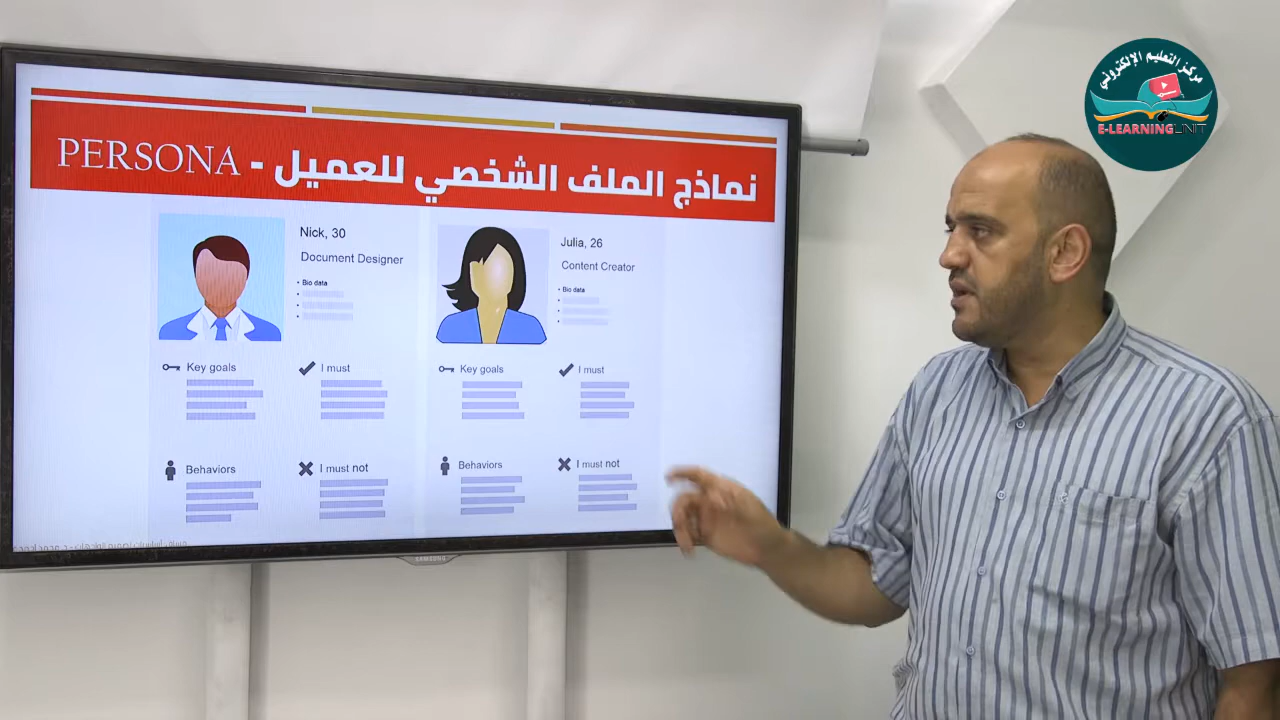 مركز التعليم الإلكتروني
E-LEARNING UNIT
نماذج الملف الشخصي للعميل - PERSONA
Nick, 30
Document Designer
• Bio data
Key goals
I must
Behaviors
I must not
Julia, 26
Content Creator
• Bio data
Key goals
I must
Behaviors
I must not
SAMSUNG